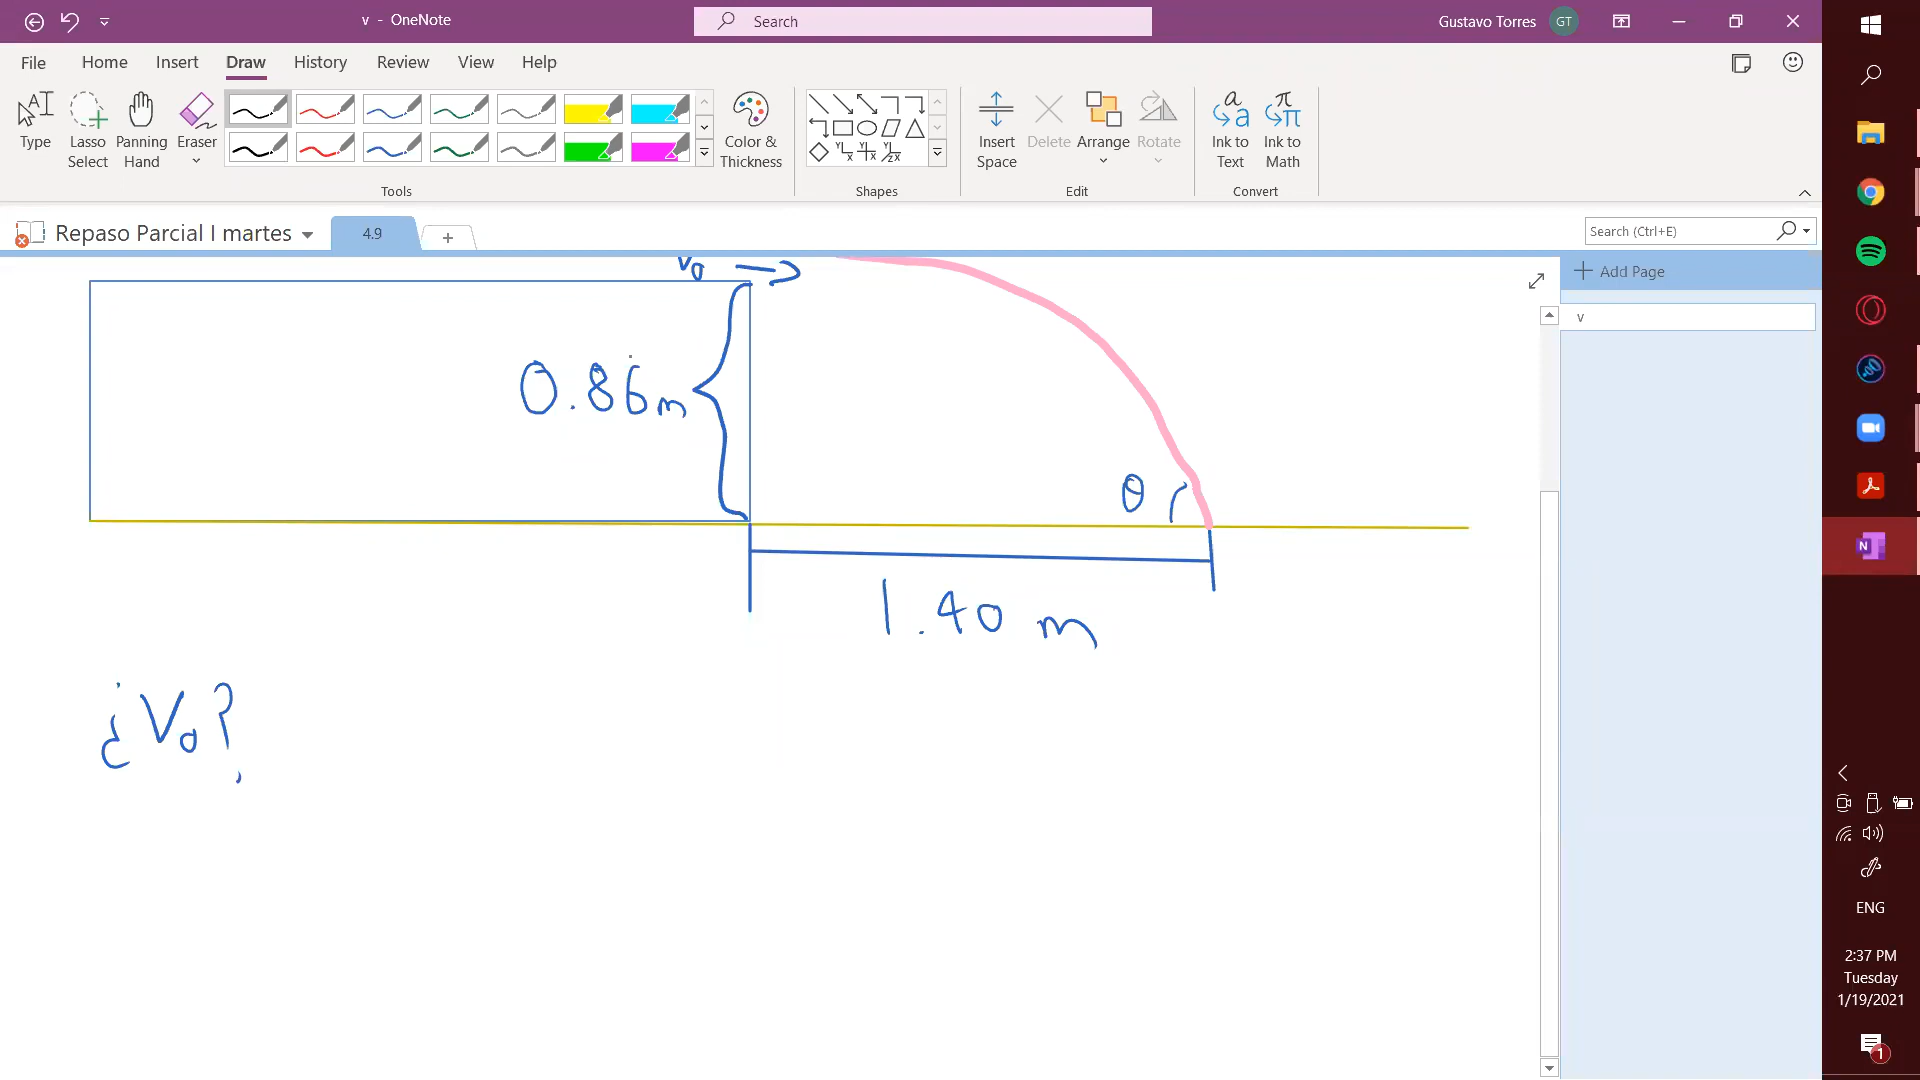 v - OneNote
Search
Gustavo Torres
GT
File
Home
Insert
Draw
History
Review
View
Help
Type
Lasso
Select
Panning
Hand
Eraser
Color &
Thickness
Insert
Space
Delete
Arrange
Rotate
Ink to
Text
Ink to
Math
Tools
Shapes
Edit
Convert
Repaso Parcial I martes
4.9
Search (Ctrl+E)
Add Page
v
V₀
0.86m
θ
1.40 m
¿V₀?
ENG
2:37 PM
Tuesday
1/19/2021
1